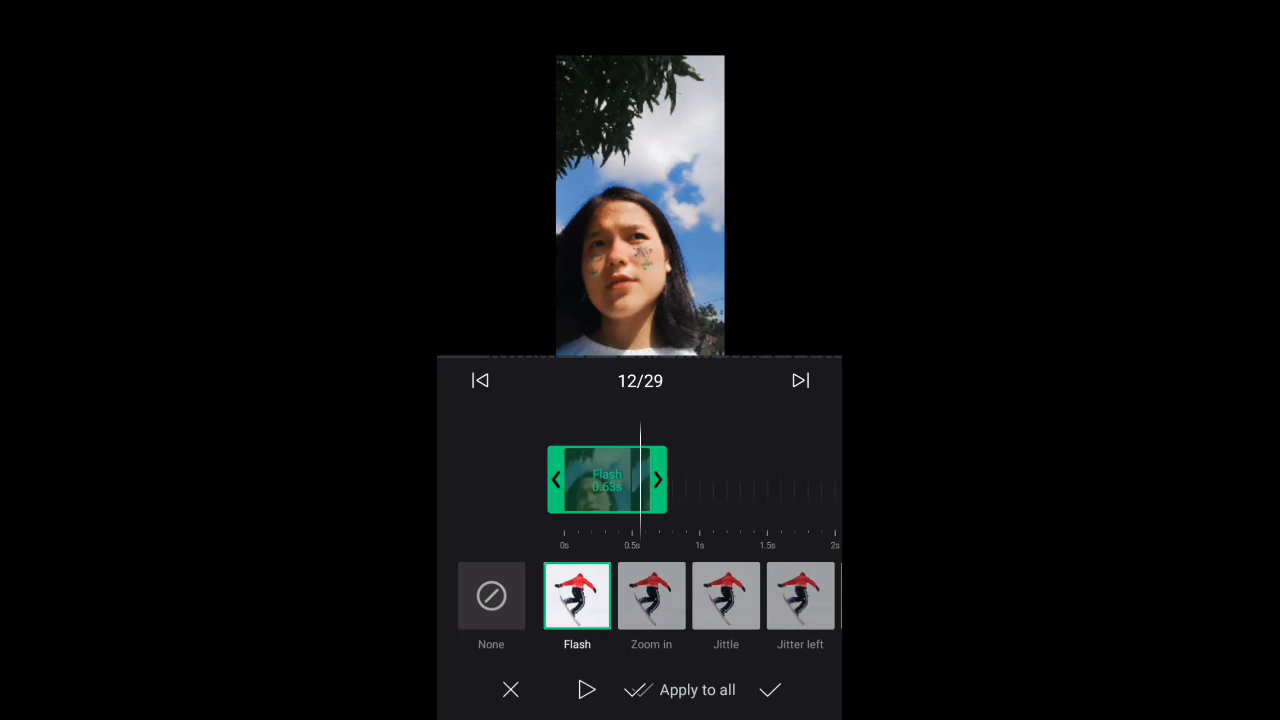 12/29
Flash
0.63s
0s 0.5s 1s 1.5s 2s
None Flash Zoom in Jittle Jitter left
Apply to all